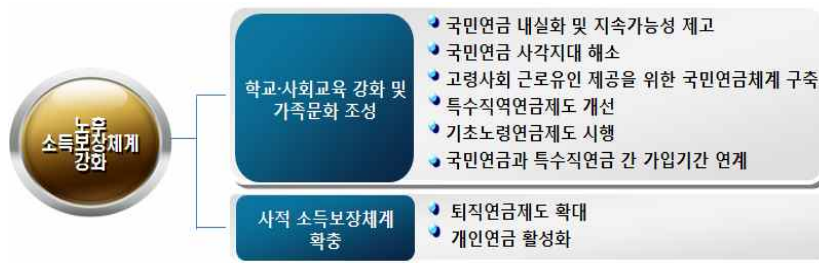 노후
소득보장체계
강화
학교·사회교육 강화 및
가족문화 조성
국민연금 내실화 및 지속가능성 제고
국민연금 사각지대 해소
고령사회 근로유인 제공을 위한 국민연금체계 구축
특수직역연금제도 개선
기초노령연금제도 시행
국민연금과 특수직연금 간 가입기간 연계
사적 소득보장체계
확충
퇴직연금제도 확대
개인연금 활성화